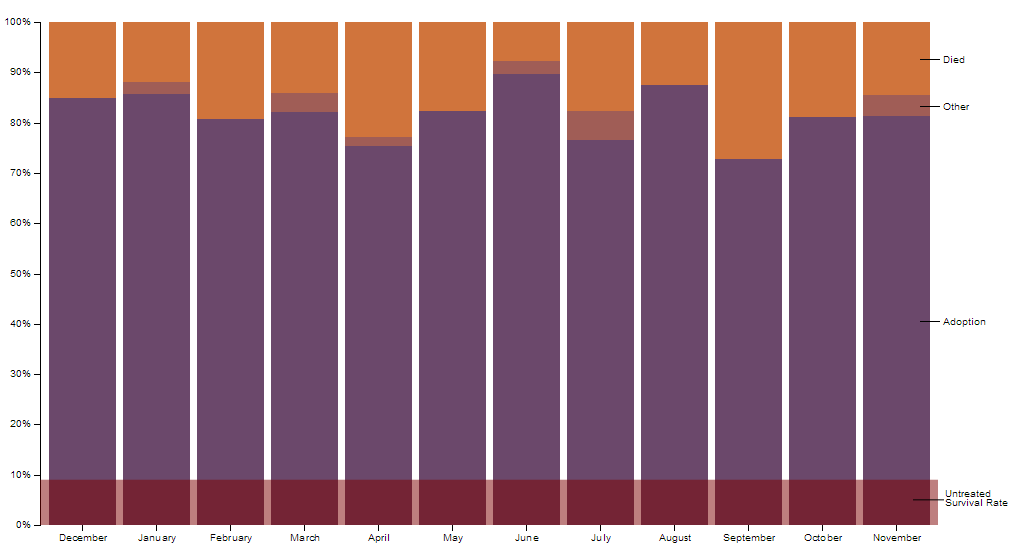 100%
90%
80%
70%
60%
50%
40%
30%
20%
10%
0%
Died
Other
Adoption
Untreated
Survival Rate
December January February March April May June July August September October November